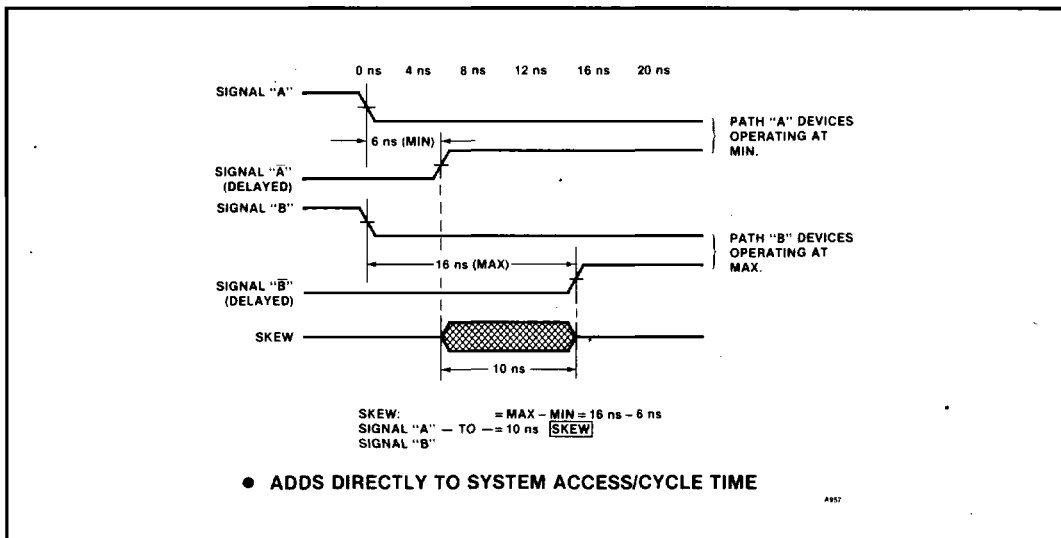 0 ns 4 ns 8 ns 12 ns 16 ns 20 ns
SIGNAL "A"
PATH "A" DEVICES
OPERATING AT
MIN.
6 ns (MIN)
SIGNAL "A̅"
(DELAYED)
SIGNAL "B"
PATH "B" DEVICES
OPERATING AT
MAX.
16 ns (MAX)
SIGNAL "B̅"
(DELAYED)
SKEW
10 ns
SKEW: = MAX – MIN = 16 ns – 6 ns
SIGNAL "A" — TO — = 10 ns SKEW
SIGNAL "B"
● ADDS DIRECTLY TO SYSTEM ACCESS/CYCLE TIME
A957